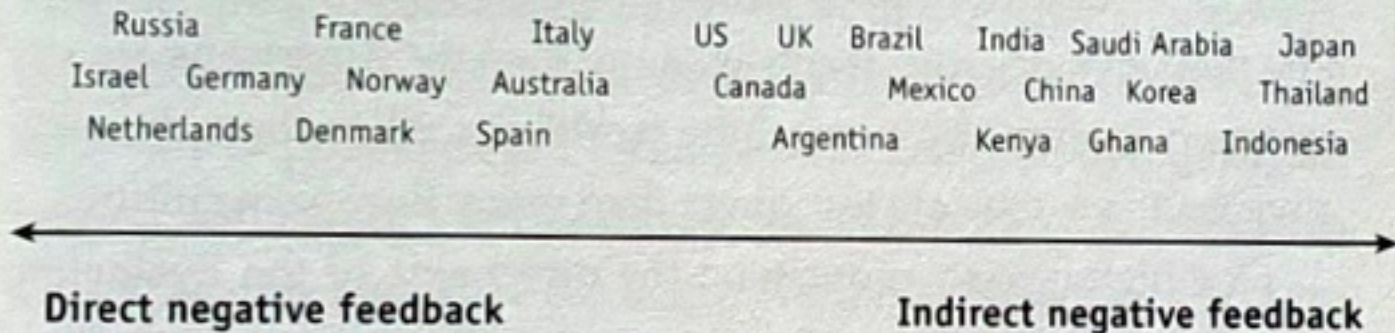 Russia France Italy US UK Brazil India Saudi Arabia Japan
Israel Germany Norway Australia Canada Mexico China Korea Thailand
Netherlands Denmark Spain Argentina Kenya Ghana Indonesia
Direct negative feedback Indirect negative feedback